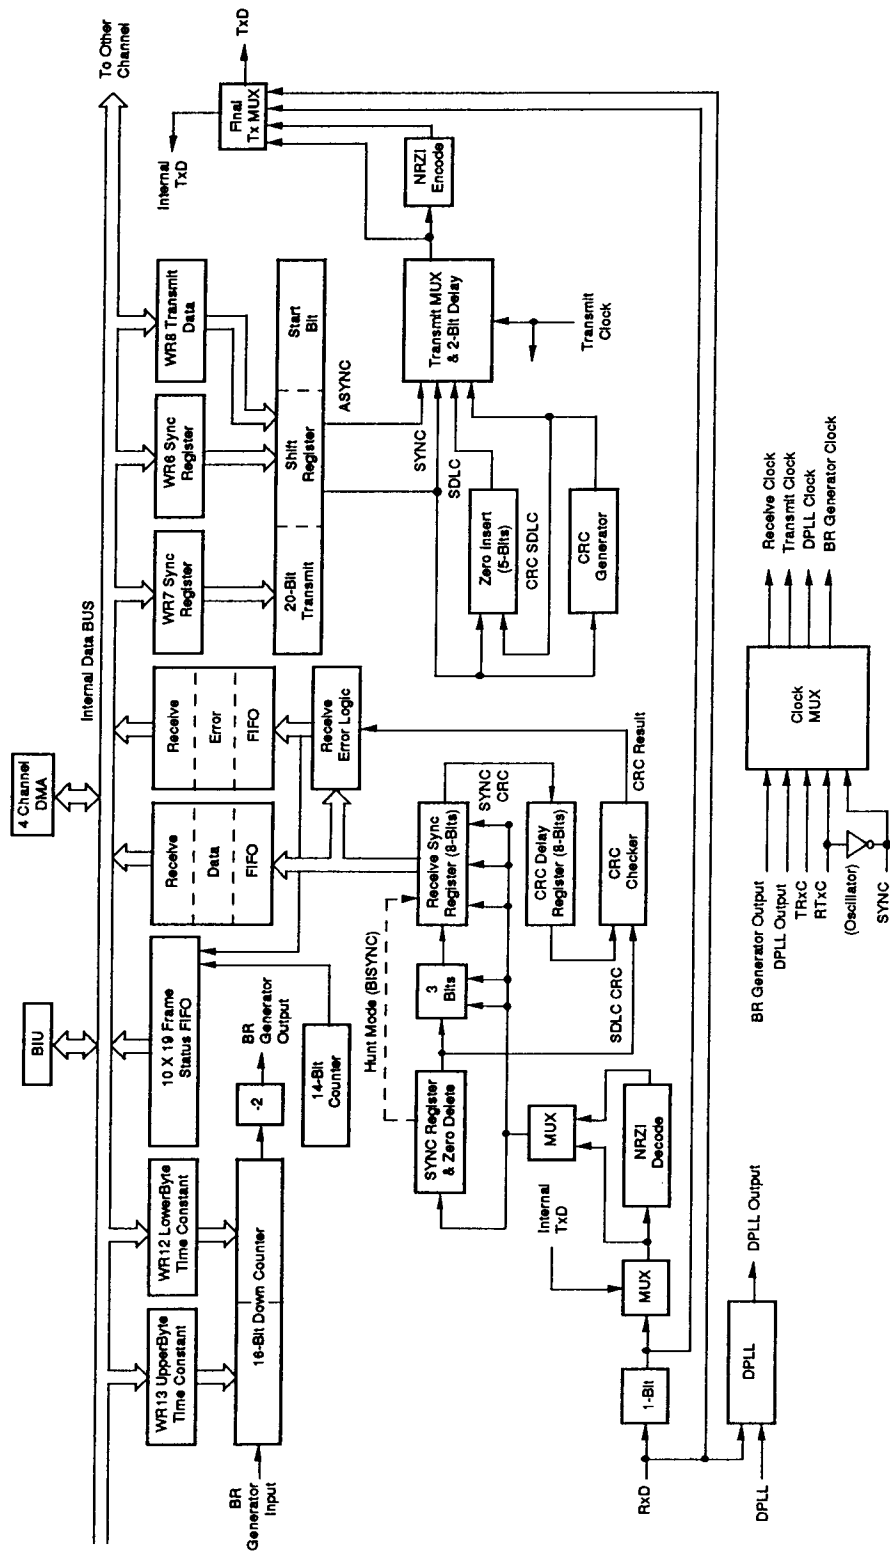 To Other
Channel
Internal Data BUS
4 Channel
DMA
BIU
WR8 Transmit
Data
WR6 Sync
Register
WR7 Sync
Register
Receive
Error
FIFO
Receive
Data
FIFO
10 X 19 Frame
Status FIFO
WR12 LowerByte
Time Constant
WR13 UpperByte
Time Constant
20-Bit
Transmit
Shift
Register
Start
Bit
Receive
Error Logic
14-Bit
Counter
-2
BR
Generator
Output
16-Bit Down Counter
BR
Generator
Input
TxD
Final
Tx MUX
Internal
TxD
NRZI
Encode
Transmit MUX
& 2-Bit Delay
Transmit
Clock
ASYNC
SYNC
SDLC
Zero Insert
(5-Bits)
CRC SDLC
CRC
Generator
Receive Sync
Register (8-Bits)
SYNC
CRC
CRC Delay
Register (8-Bits)
CRC
Checker
CRC Result
Hunt Mode (BISYNC)
3
Bits
SDLC CRC
SYNC Register
& Zero Delete
MUX
NRZI
Decode
Internal
TxD
MUX
1-Bit
RxD
DPLL
DPLL
DPLL Output
BR Generator Output
DPLL Output
TRxC
RTxC
(Oscillator)
SYNC
Clock
MUX
Receive Clock
Transmit Clock
DPLL Clock
BR Generator Clock